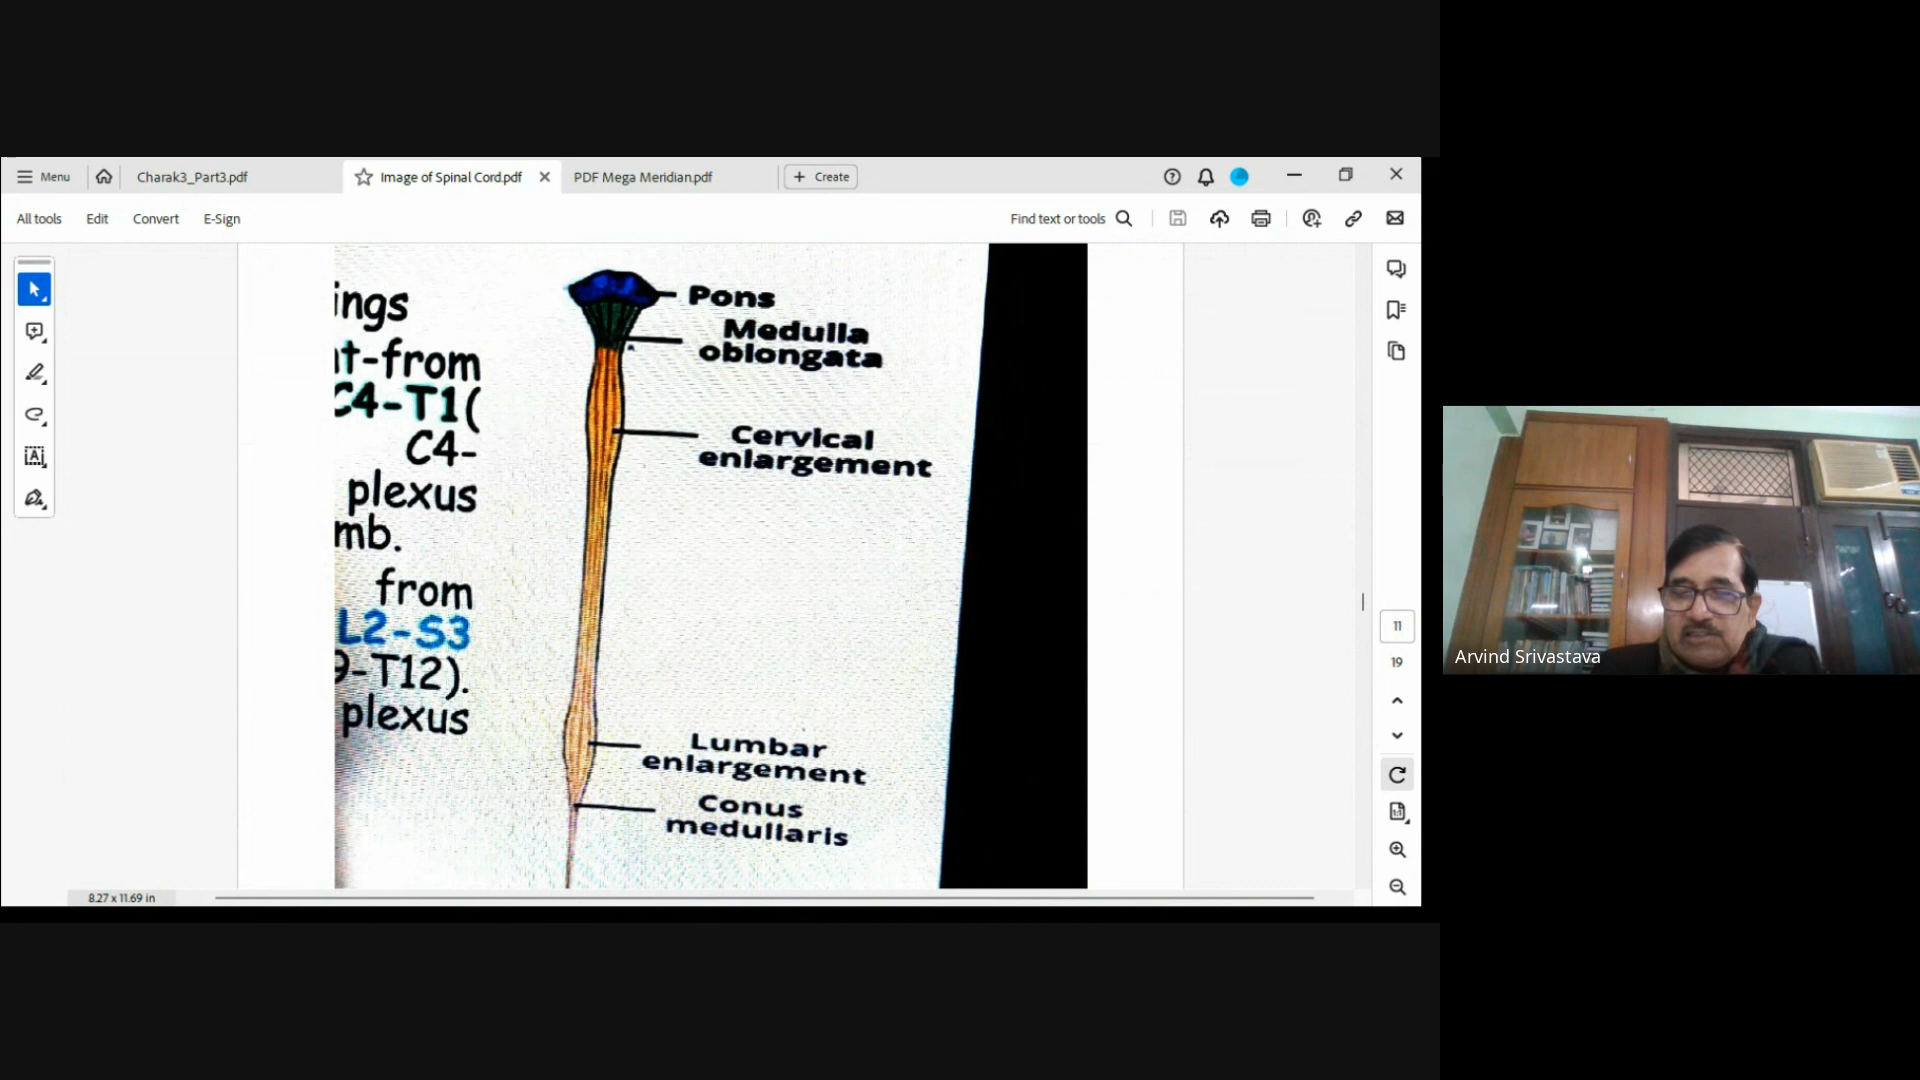 Menu
Charak3_Part3.pdf
Image of Spinal Cord.pdf
PDF Mega Meridian.pdf
Create
All tools
Edit
Convert
E-Sign
Find text or tools
ings
t-from
C4-T1(
C4-
plexus
mb.
from
L2-S3
9-T12).
plexus
Pons
Medulla
oblongata
Cervical
enlargement
Lumbar
enlargement
Conus
medullaris
11
19
8.27 x 11.69 in
Arvind Srivastava